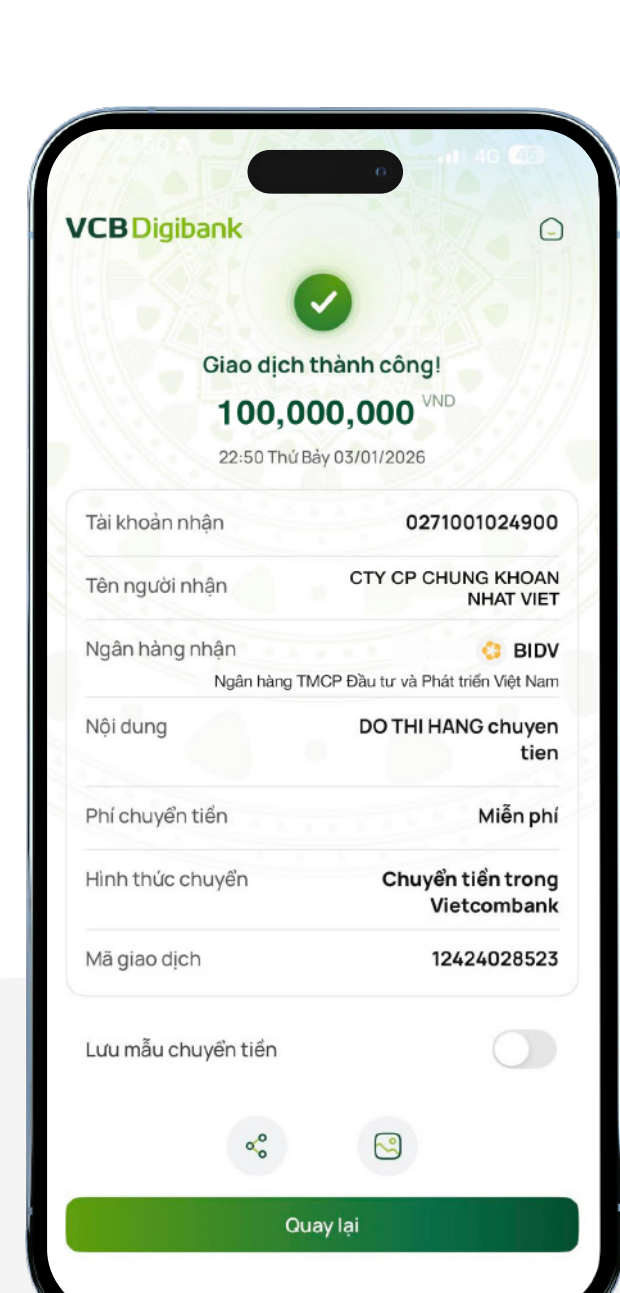 4G 46
VCB Digibank
Giao dịch thành công!
100,000,000 VND
22:50 Thứ Bảy 03/01/2026
Tài khoản nhận 0271001024900
Tên người nhận CTY CP CHUNG KHOAN
NHAT VIET
Ngân hàng nhận BIDV
Ngân hàng TMCP Đầu tư và Phát triển Việt Nam
Nội dung DO THI HANG chuyen
tien
Phí chuyển tiền Miễn phí
Hình thức chuyển Chuyển tiền trong
Vietcombank
Mã giao dịch 12424028523
Lưu mẫu chuyển tiền
Quay lại